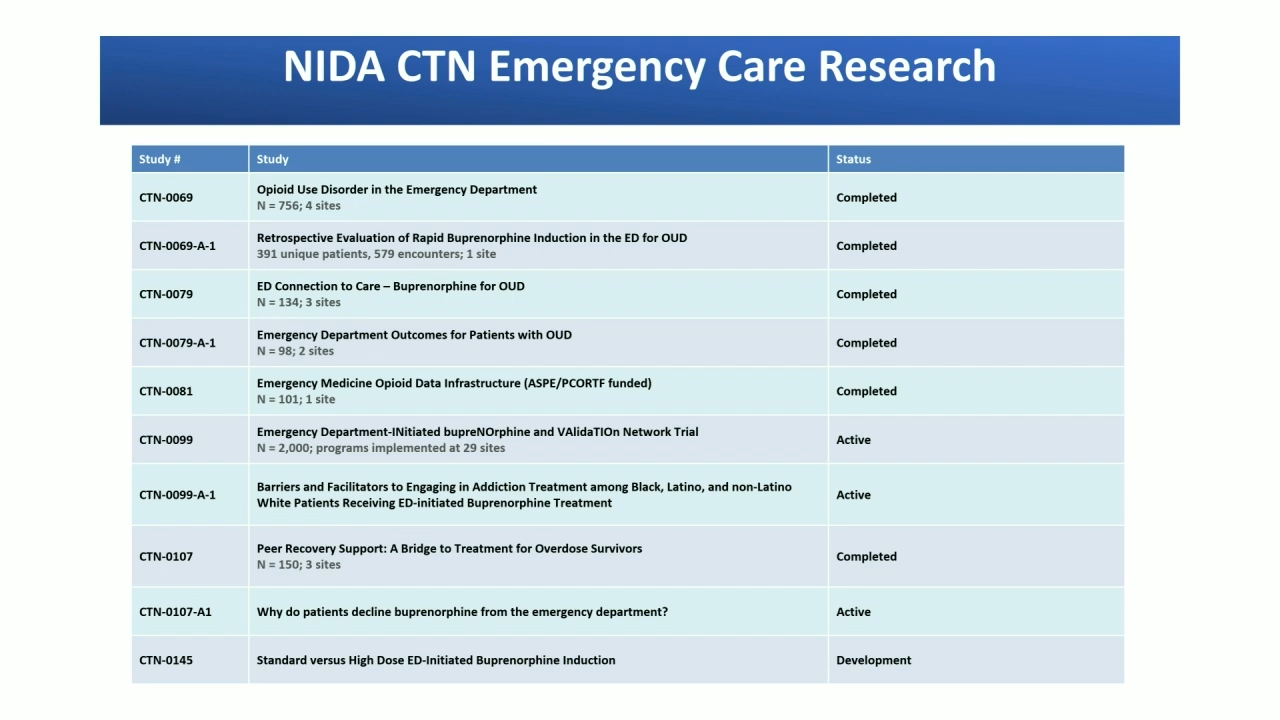 NIDA CTN Emergency Care Research
Study #
Study
Status
CTN-0069
Opioid Use Disorder in the Emergency Department
N = 756; 4 sites
Completed
CTN-0069-A-1
Retrospective Evaluation of Rapid Buprenorphine Induction in the ED for OUD
391 unique patients, 579 encounters; 1 site
Completed
CTN-0079
ED Connection to Care – Buprenorphine for OUD
N = 134; 3 sites
Completed
CTN-0079-A-1
Emergency Department Outcomes for Patients with OUD
N = 98; 2 sites
Completed
CTN-0081
Emergency Medicine Opioid Data Infrastructure (ASPE/PCORTF funded)
N = 101; 1 site
Completed
CTN-0099
Emergency Department-INitiated bupreNOrphine and VAlidaTIOn Network Trial
N = 2,000; programs implemented at 29 sites
Active
CTN-0099-A-1
Barriers and Facilitators to Engaging in Addiction Treatment among Black, Latino, and non-Latino
White Patients Receiving ED-initiated Buprenorphine Treatment
Active
CTN-0107
Peer Recovery Support: A Bridge to Treatment for Overdose Survivors
N = 150; 3 sites
Completed
CTN-0107-A1
Why do patients decline buprenorphine from the emergency department?
Active
CTN-0145
Standard versus High Dose ED-Initiated Buprenorphine Induction
Development